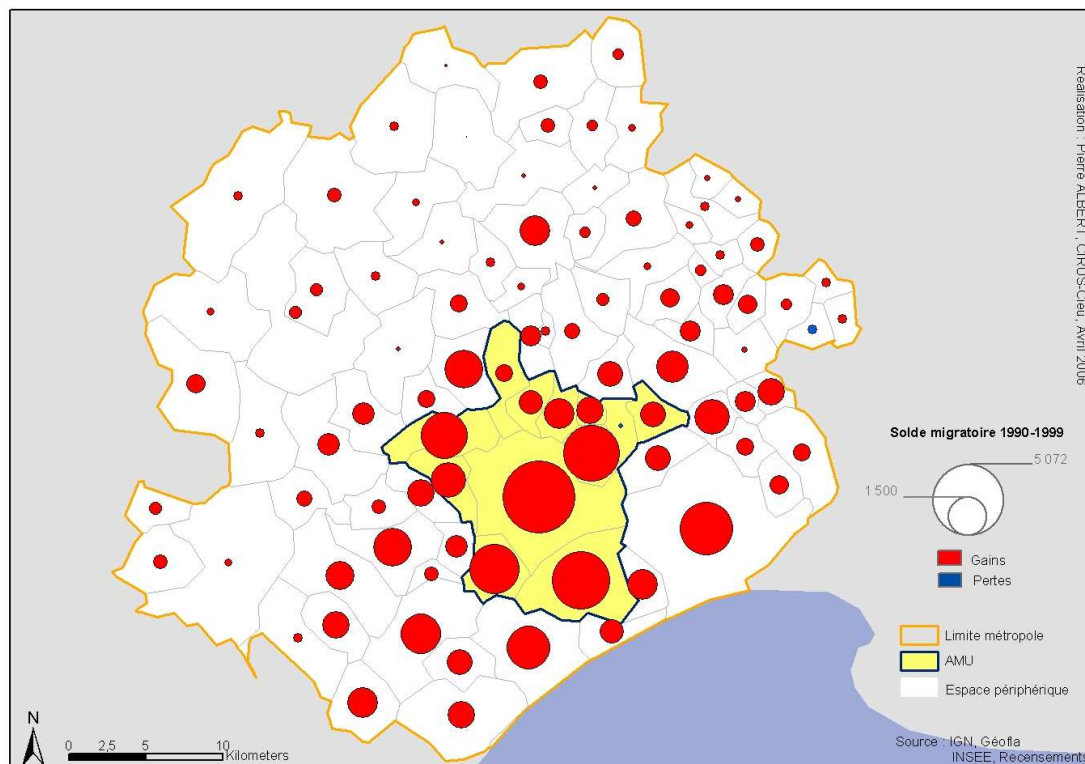 Réalisation : Pierre ALBERT, CIRUS-Cieu, Avril 2006
Solde migratoire 1990-1999
5 072
1 500
Gains
Pertes
Limite métropole
AMU
Espace périphérique
N
0 2,5 5 10
Kilometers
Source : IGN, Géofla
INSEE, Recensements